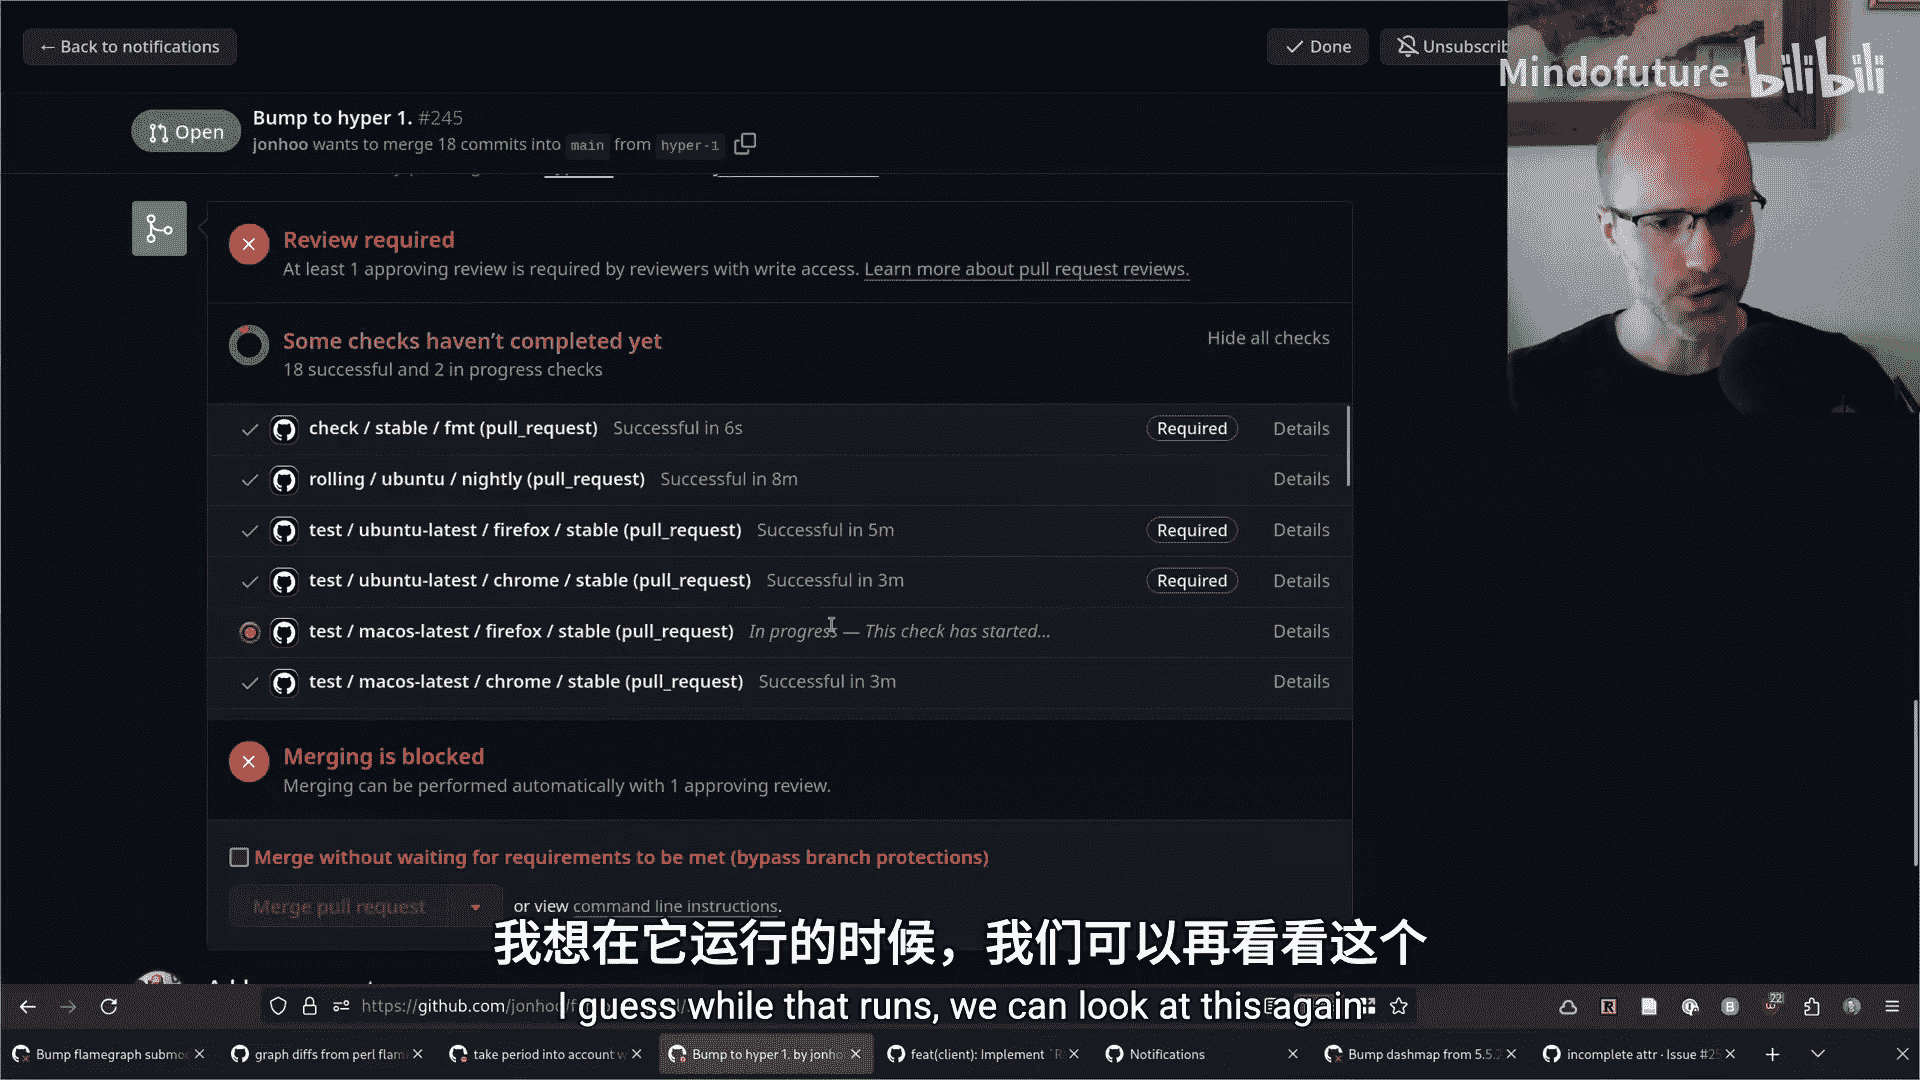 ← Back to notifications
Done
Unsubscrib
Mindofuture bilibili
Open
Bump to hyper 1. #245
jonhoo wants to merge 18 commits into main from hyper-1
Review required
At least 1 approving review is required by reviewers with write access. Learn more about pull request reviews.
Some checks haven't completed yet
Hide all checks
18 successful and 2 in progress checks
check / stable / fmt (pull_request) Successful in 6s Required Details
rolling / ubuntu / nightly (pull_request) Successful in 8m Details
test / ubuntu-latest / firefox / stable (pull_request) Successful in 5m Required Details
test / ubuntu-latest / chrome / stable (pull_request) Successful in 3m Required Details
test / macos-latest / firefox / stable (pull_request) In progress — This check has started... Details
test / macos-latest / chrome / stable (pull_request) Successful in 3m Details
Merging is blocked
Merging can be performed automatically with 1 approving review.
Merge without waiting for requirements to be met (bypass branch protections)
Merge pull request or view command line instructions.
我想在它运行的时候，我们可以再看看这个
https://github.com/jonhoo/f
I guess while that runs, we can look at this again
22
Bump flamegraph submo
graph diffs from perl flam
take period into account w
Bump to hyper 1. by jonho
feat(client): Implement `R
Notifications
Bump dashmap from 5.5.
incomplete attr · Issue #25